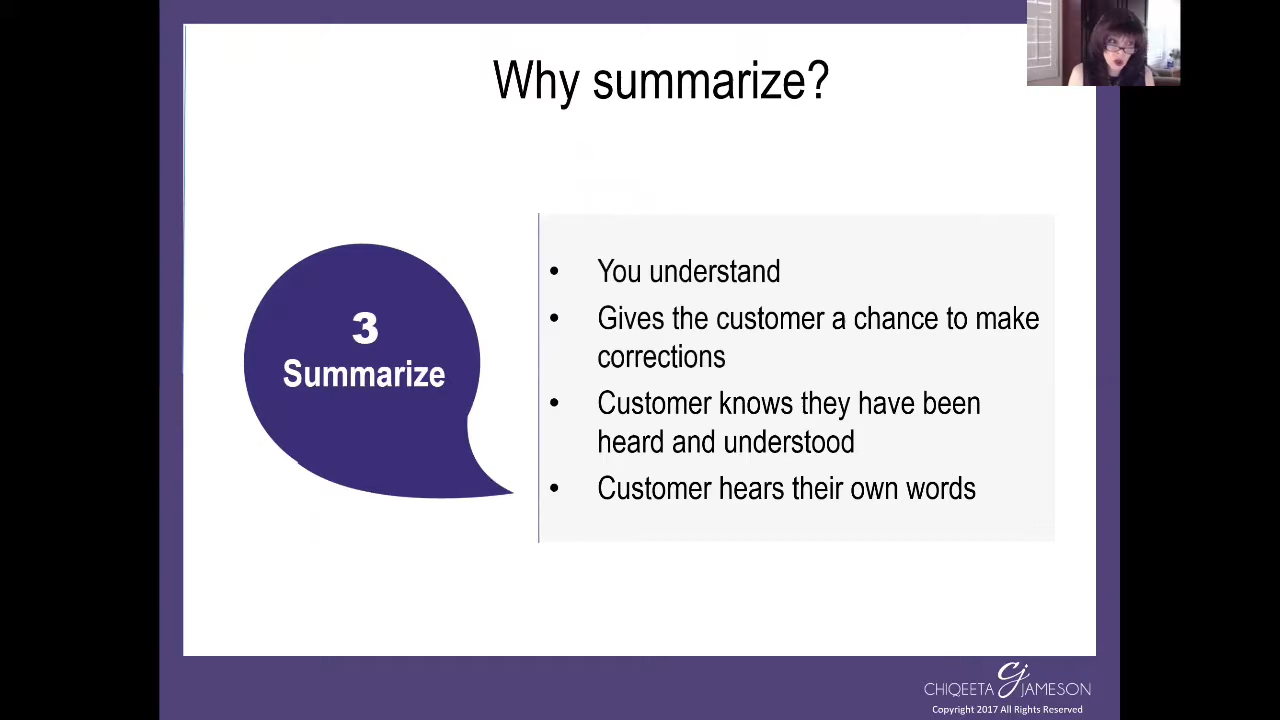 Why summarize?
3
Summarize
• You understand
• Gives the customer a chance to make
corrections
• Customer knows they have been
heard and understood
• Customer hears their own words
CHIQEETA cj JAMESON
Copyright 2017 All Rights Reserved